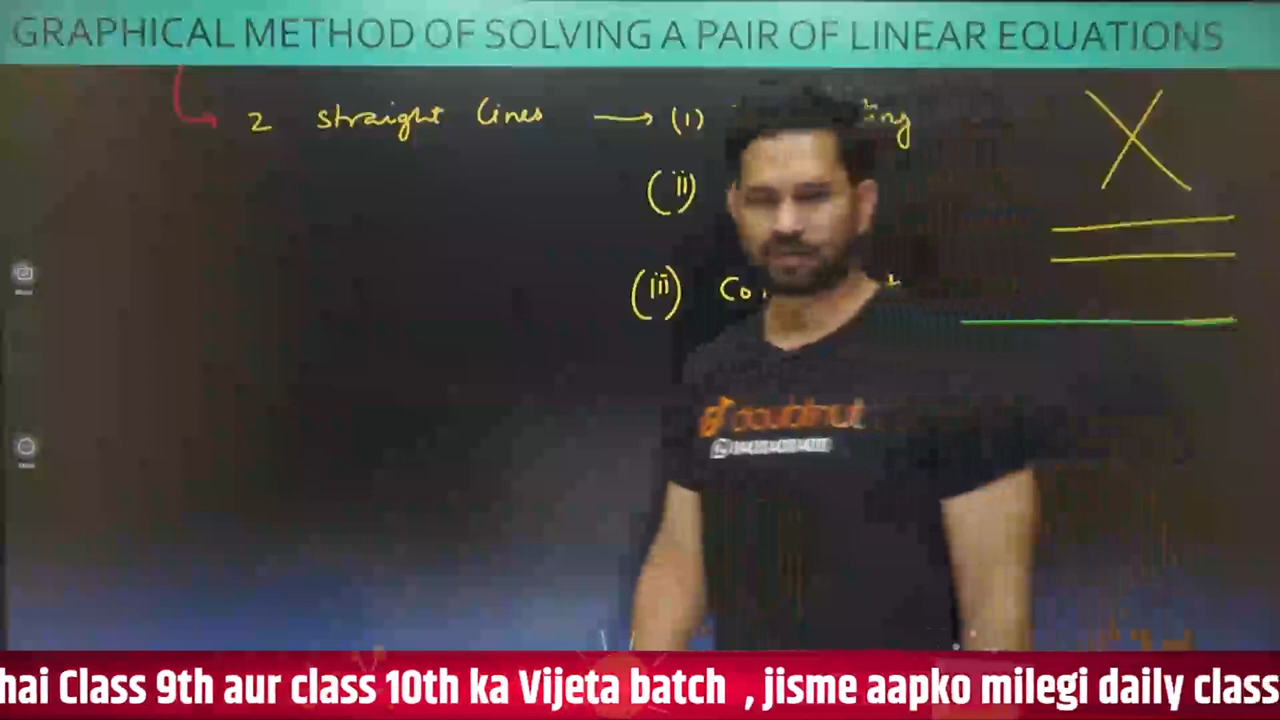 GRAPHICAL METHOD OF SOLVING A PAIR OF LINEAR EQUATIONS
2 straight lines → (i)
(ii)
(iii)
doubtnut
hai Class 9th aur class 10th ka Vijeta batch , jisme aapko milegi daily class